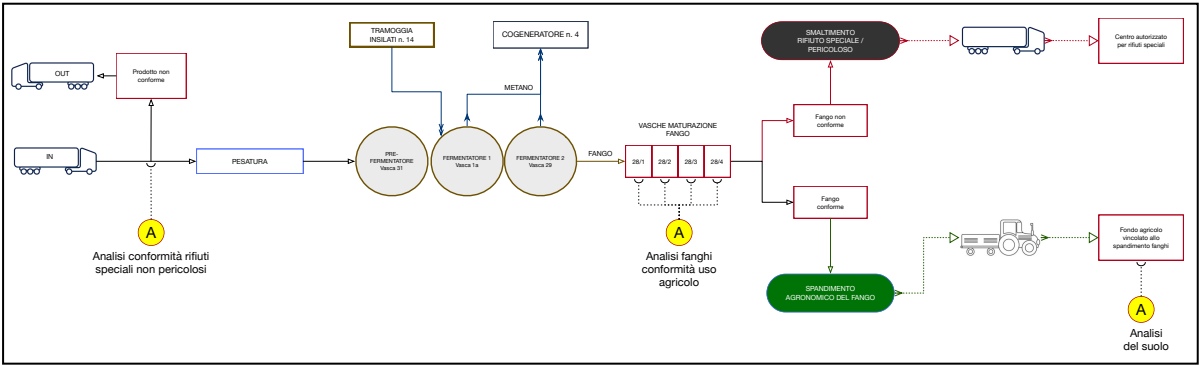 OUT
Prodotto non
conforme
IN
PESATURA
A
Analisi conformità rifiuti
speciali non pericolosi
TRAMOGGIA
INSILATI n. 14
COGENERATORE n. 4
METANO
PRE-
FERMENTATORE
Vasca 31
FERMENTATORE 1
Vasca 1a
FERMENTATORE 2
Vasca 29
FANGO
VASCHE MATURAZIONE
FANGO
28/1
28/2
28/3
28/4
A
Analisi fanghi
conformità uso
agricolo
SMALTIMENTO
RIFIUTO SPECIALE /
PERICOLOSO
Centro autorizzato
per rifiuti speciali
Fango non
conforme
Fango
conforme
SPANDIMENTO
AGRONOMICO DEL FANGO
Fondo agricolo
vincolato allo
spandimento fanghi
A
Analisi
del suolo